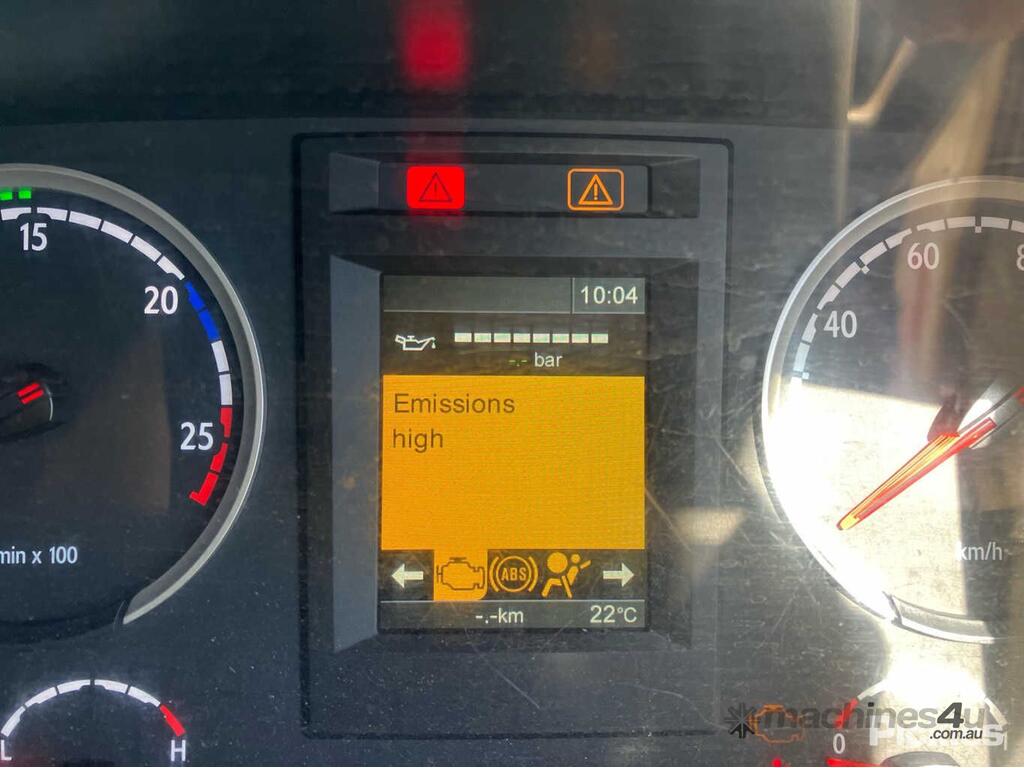 15
20
25
min x 100
L
H
10:04
-.- bar
Emissions
high
ABS
-.-km
22°C
40
60
8
km/h
0
machines4u
.com.au